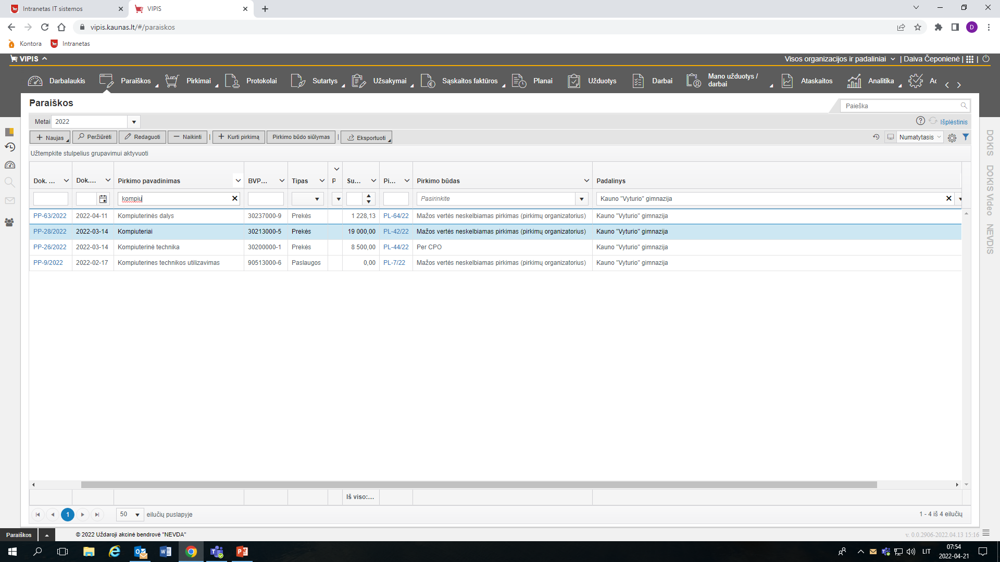 Intranetas IT sistemos
VIPIS
vipis.kaunas.lt/#/paraiskos
D
Kontora
Intranetas
VIPIS
Visos organizacijos ir padaliniai
| Daiva Čeponienė |
Darbalaukis
Paraiškos
Pirkimai
Protokolai
Sutartys
Užsakymai
Sąskaitos faktūros
Planai
Užduotys
Darbai
Mano užduotys / darbai
Ataskaitos
Analitika
Paraiškos
Paieška
Metai
2022
Išplėstinis
Naujas
Peržiūrėti
Redaguoti
Naikinti
Kurti pirkimą
Pirkimo būdo siūlymas
Eksportuoti
Numatytasis
Užtempkite stulpelius grupavimui aktyvuoti
Dok. ...
Dok....
Pirkimo pavadinimas
BVP...
Tipas
P
Su...
Pi...
Pirkimo būdas
Padalinys
kompiu
Pasirinkite
Kauno "Vyturio" gimnazija
PP-63/2022 2022-04-11 Kompiuterinės dalys 30237000-9 Prekės 1 228,13 PL-64/22 Mažos vertės neskelbiamas pirkimas (pirkimų organizatorius) Kauno "Vyturio" gimnazija
PP-28/2022 2022-03-14 Kompiuteriai 30213000-5 Prekės 19 000,00 PL-42/22 Mažos vertės neskelbiamas pirkimas (pirkimų organizatorius) Kauno "Vyturio" gimnazija
PP-26/2022 2022-03-14 Kompiuterinė technika 30200000-1 Prekės 8 500,00 PL-44/22 Per CPO Kauno "Vyturio" gimnazija
PP-9/2022 2022-02-17 Kompiuterines technikos utilizavimas 90513000-6 Paslaugos 0,00 PL-7/22 Mažos vertės neskelbiamas pirkimas (pirkimų organizatorius) Kauno "Vyturio" gimnazija
DOKIS
DOKIS Video
NEVDIS
Iš viso:...
1
50
eilučių puslapyje
1 - 4 iš 4 eilučių
Paraiškos
© 2022 Uždaroji akcinė bendrovė "NEVDA"
v. 0.0.2906-2022.04.13 15:16
LIT
07:54
2022-04-21